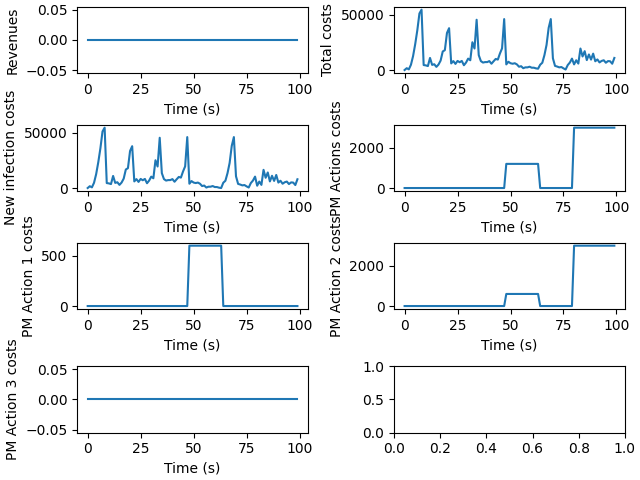 Revenues
0.05
0.00
−0.05
0 25 50 75 100
Time (s)
Total costs
50000
0
0 25 50 75 100
Time (s)
New infection costs
50000
0
0 25 50 75 100
Time (s)
PM Actions costs
2000
0
0 25 50 75 100
Time (s)
PM Action 1 costs
500
0
0 25 50 75 100
Time (s)
PM Action 2 costs
2000
0
0 25 50 75 100
Time (s)
PM Action 3 costs
0.05
0.00
−0.05
0 25 50 75 100
Time (s)
1.0
0.5
0.0
0.0 0.2 0.4 0.6 0.8 1.0